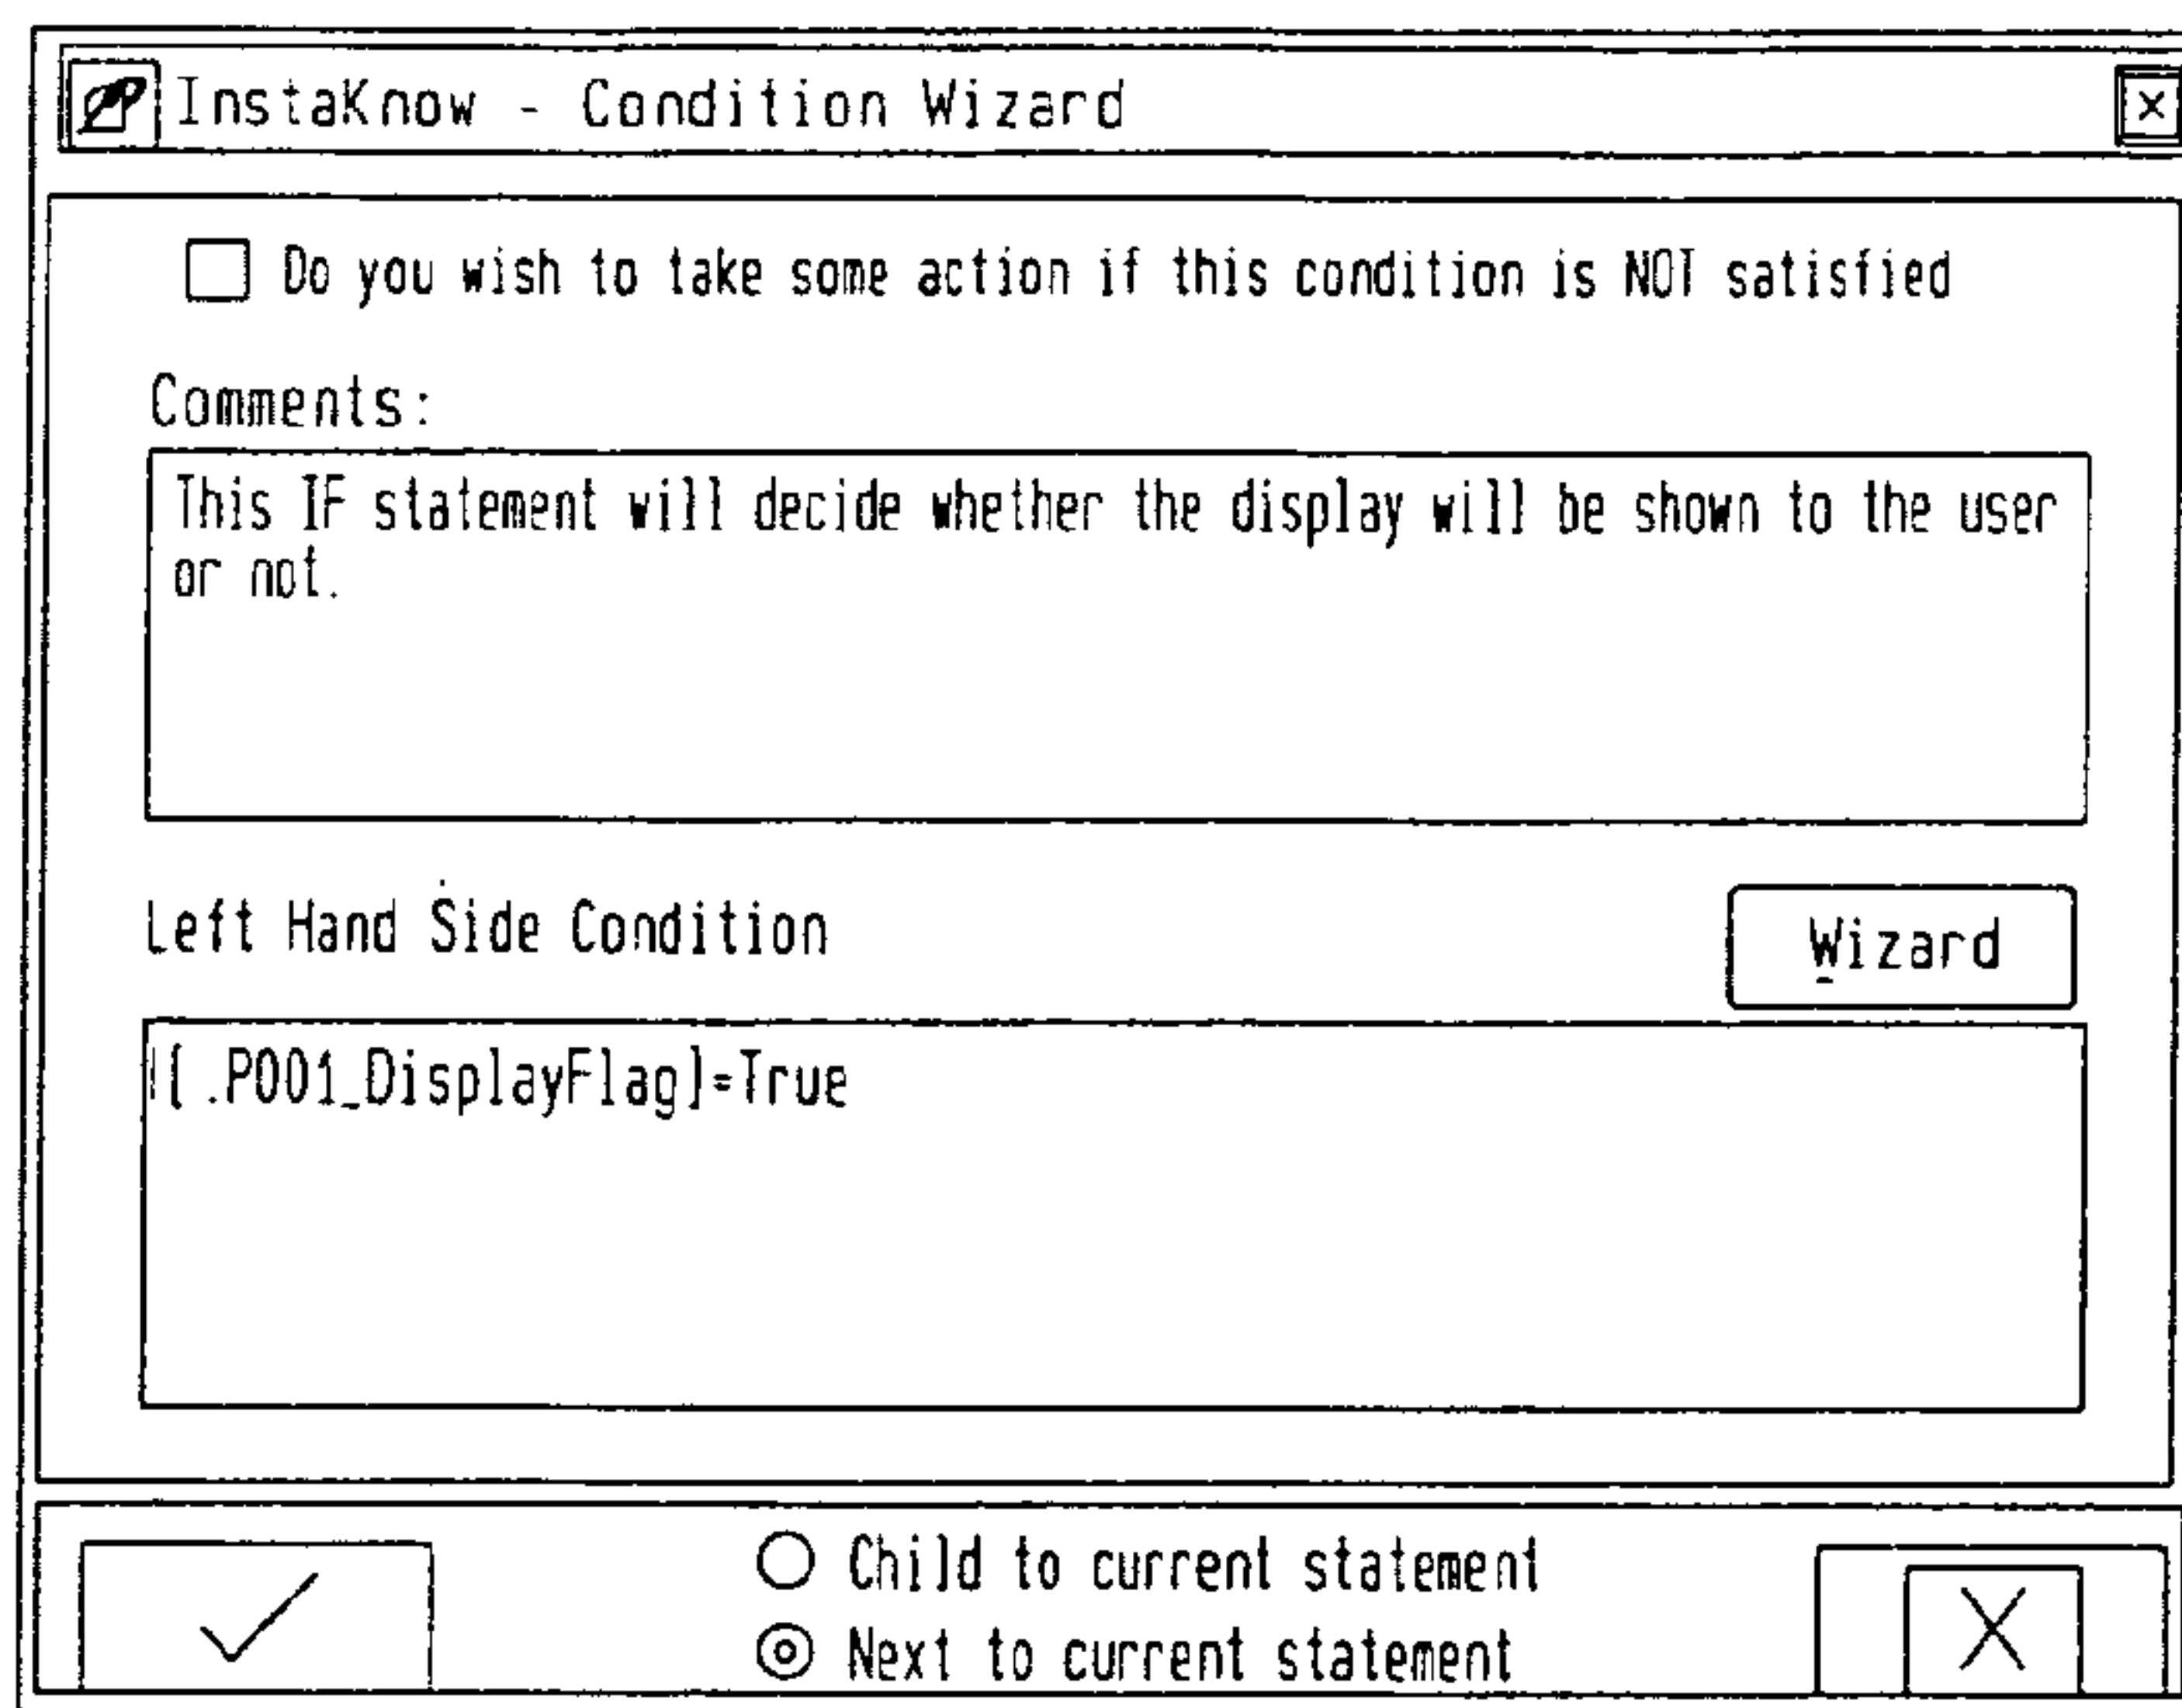 InstaKnow - Condition Wizard
Do you wish to take some action if this condition is NOT satisfied
Comments:
This IF statement will decide whether the display will be shown to the user
or not.
Left Hand Side Condition
Wizard
[.P001_DisplayFlag]=True
Child to current statement
Next to current statement